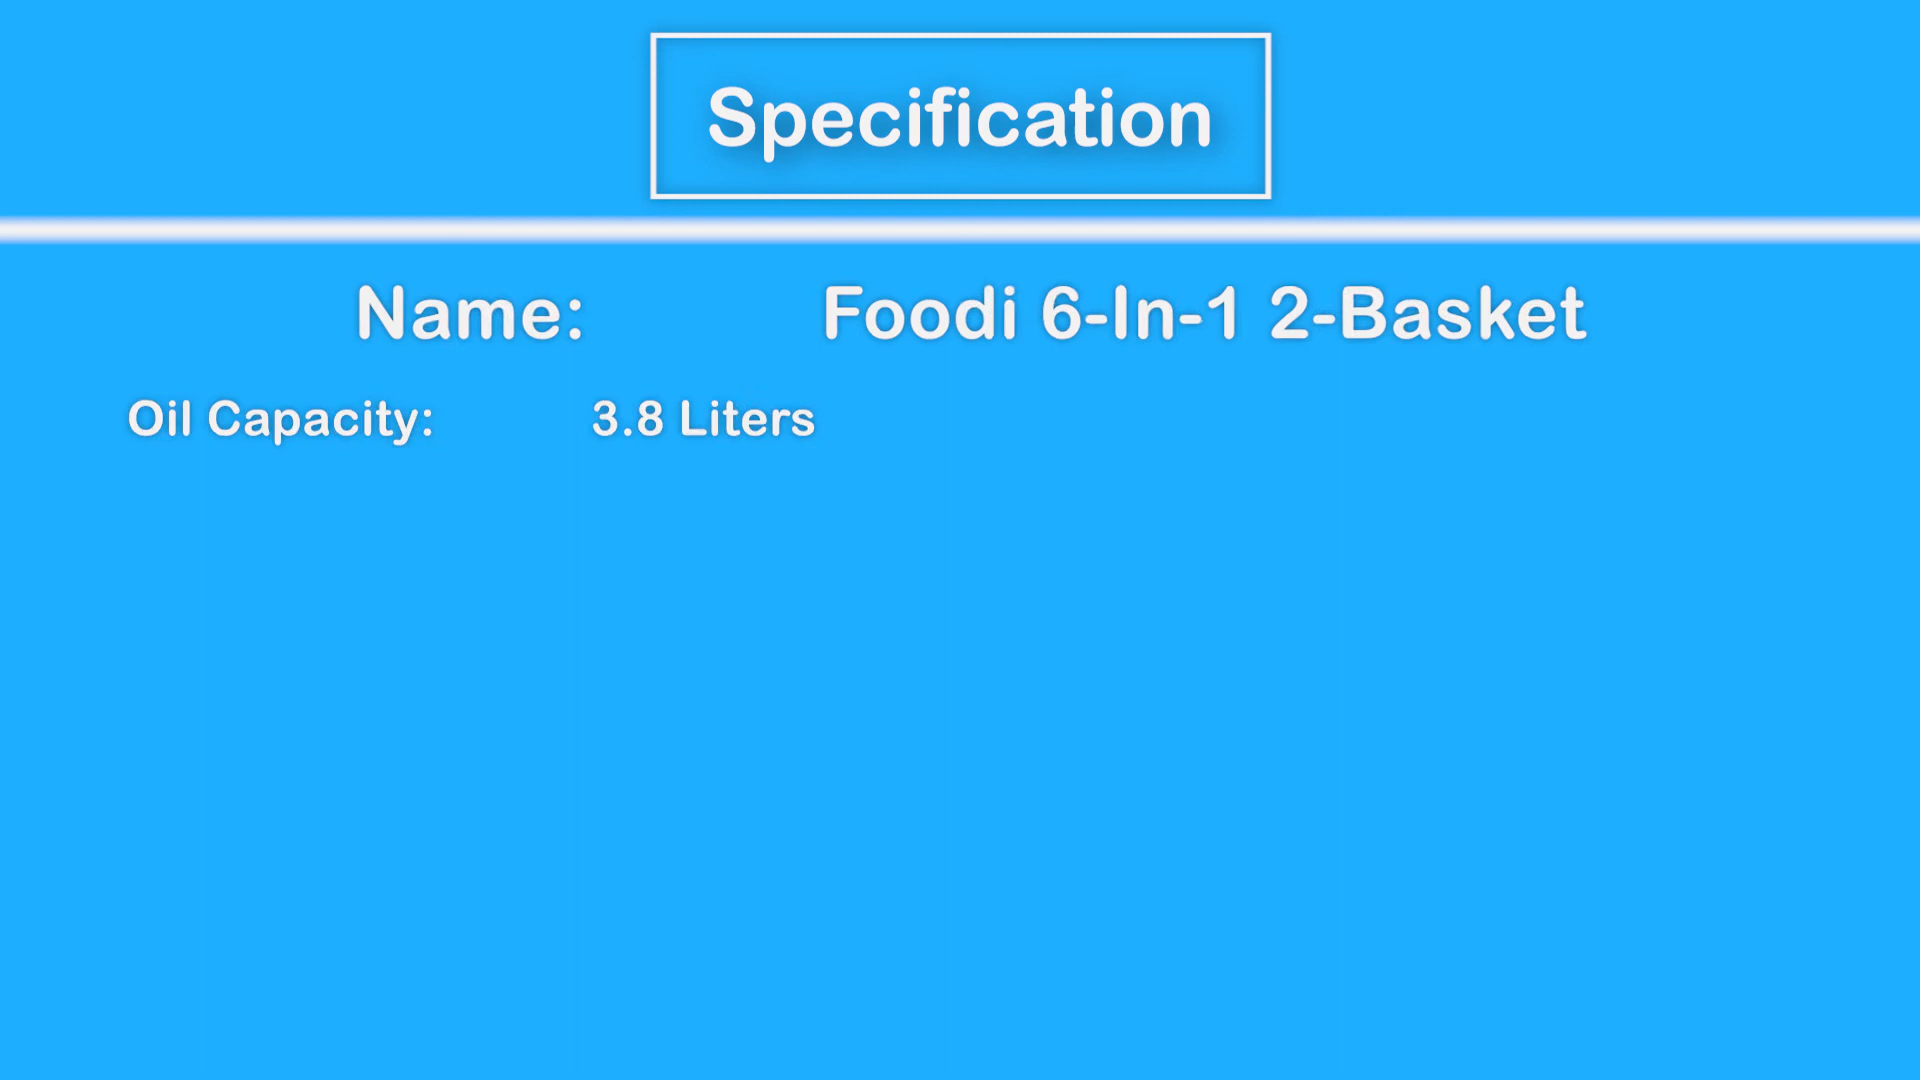 Specification
Name: Foodi 6-In-1 2-Basket
Oil Capacity: 3.8 Liters